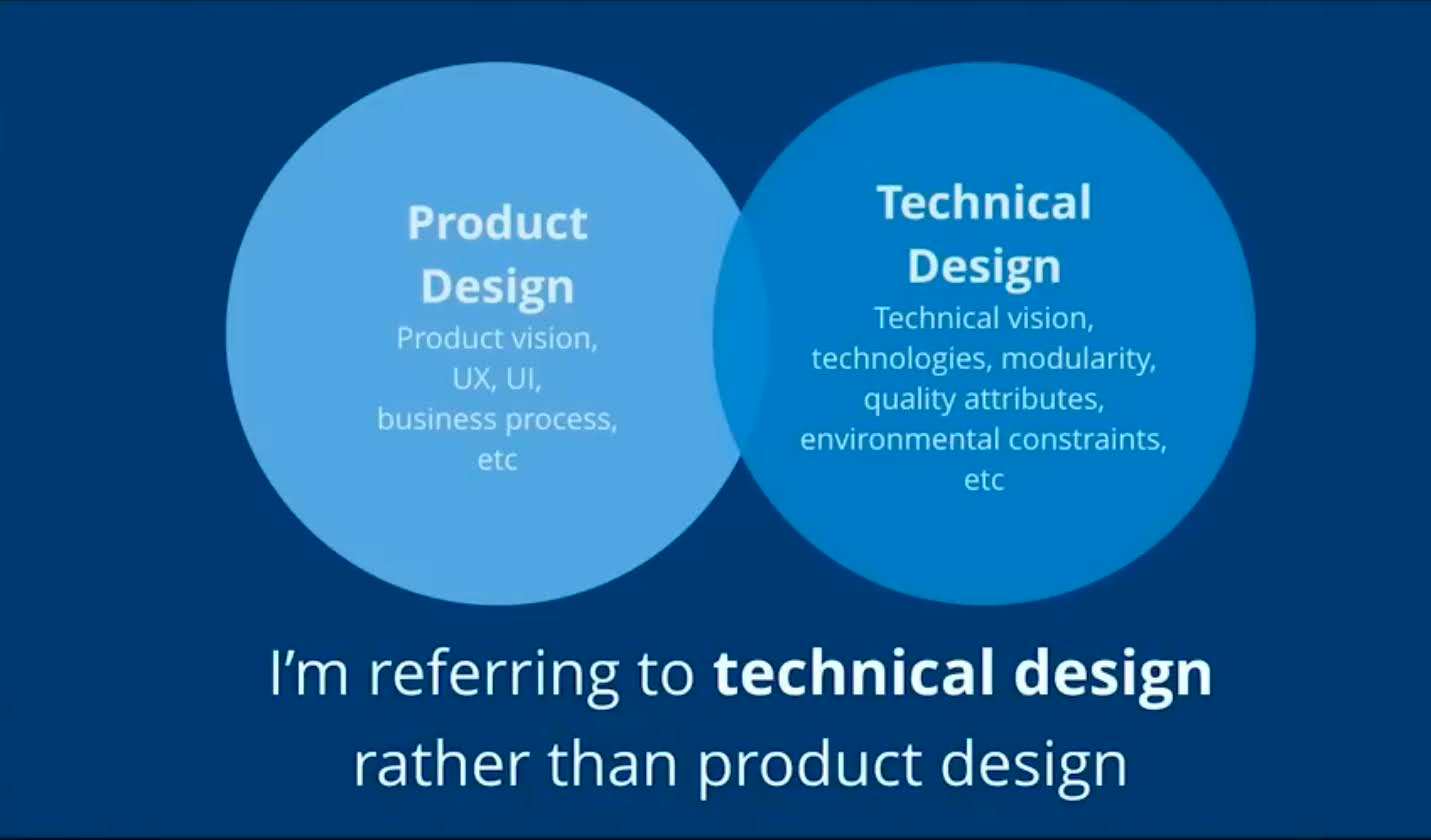 Product
Design
Product vision,
UX, UI,
business process,
etc
Technical
Design
Technical vision,
technologies, modularity,
quality attributes,
environmental constraints,
etc
I’m referring to technical design
rather than product design